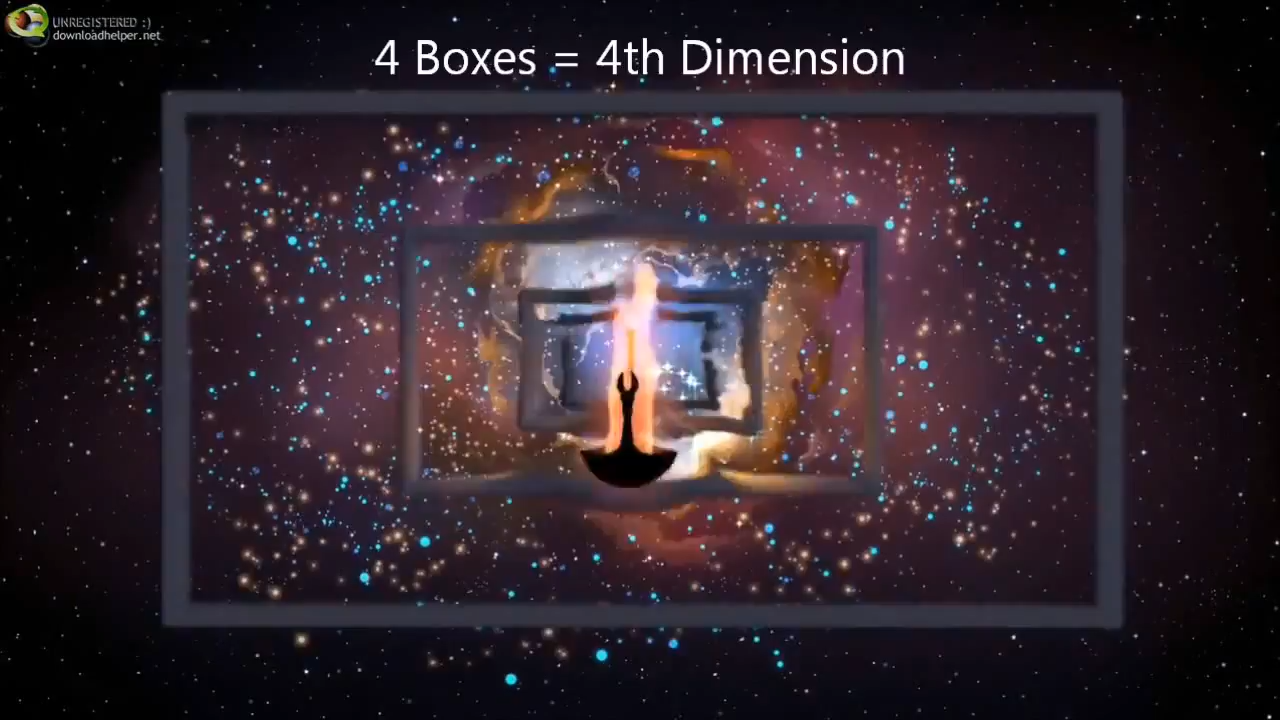 UNREGISTERED :)
downloadhelper.net
4 Boxes = 4th Dimension